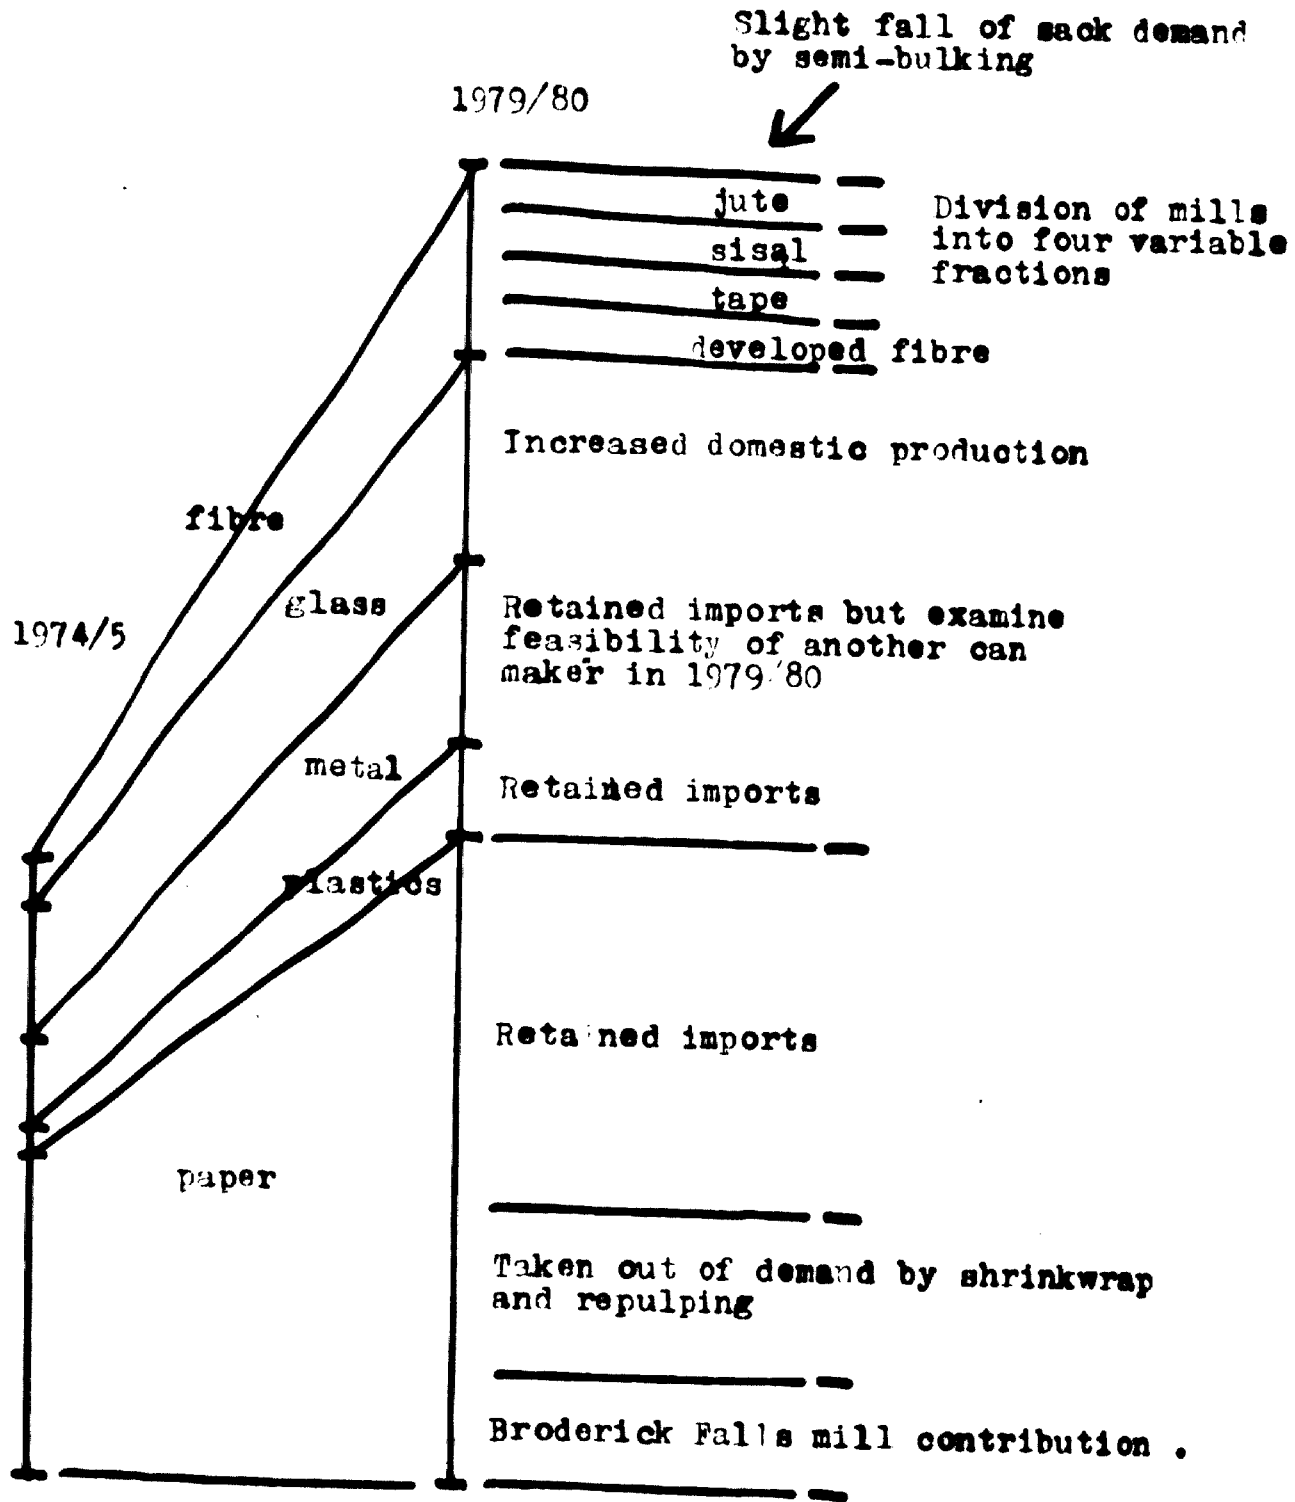 Slight fall of sack demand
by semi-bulking
1979/80
jute
sisal
tape
developed fibre
Division of mills
into four variable
fractions
Increased domestic production
fibre
glass
1974/5
Retained imports but examine
feasibility of another can
maker in 1979/80
metal
Retained imports
plastics
Retained imports
paper
Taken out of demand by shrinkwrap
and repulping
Broderick Falls mill contribution .